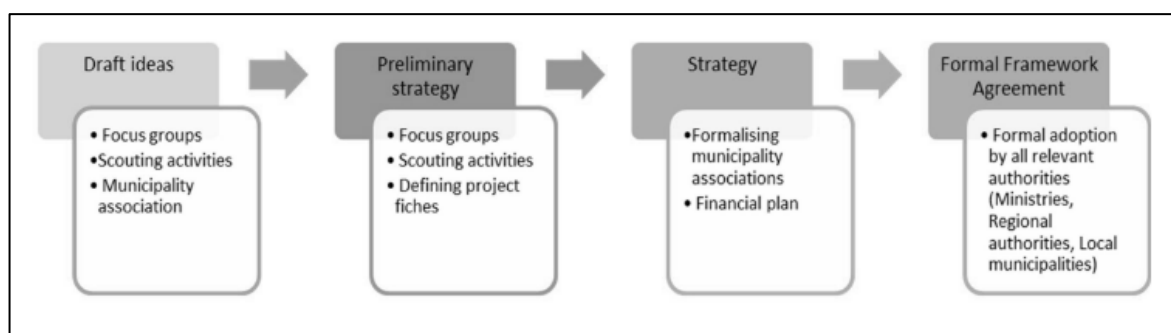 Draft ideas
• Focus groups
•Scouting activities
• Municipality
association
Preliminary
strategy
• Focus groups
• Scouting activities
• Defining project
fiches
Strategy
•Formalising
municipality
associations
• Financial plan
Formal Framework
Agreement
• Formal adoption
by all relevant
authorities
(Ministries,
Regional
authorities, Local
municipalities)